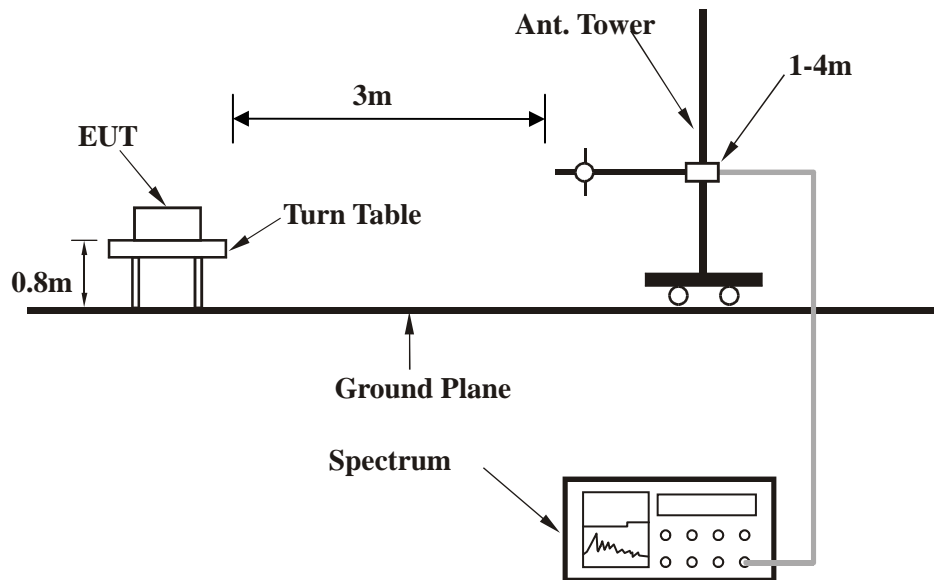 Ant. Tower
1-4m
3m
EUT
Turn Table
0.8m
Ground Plane
Spectrum